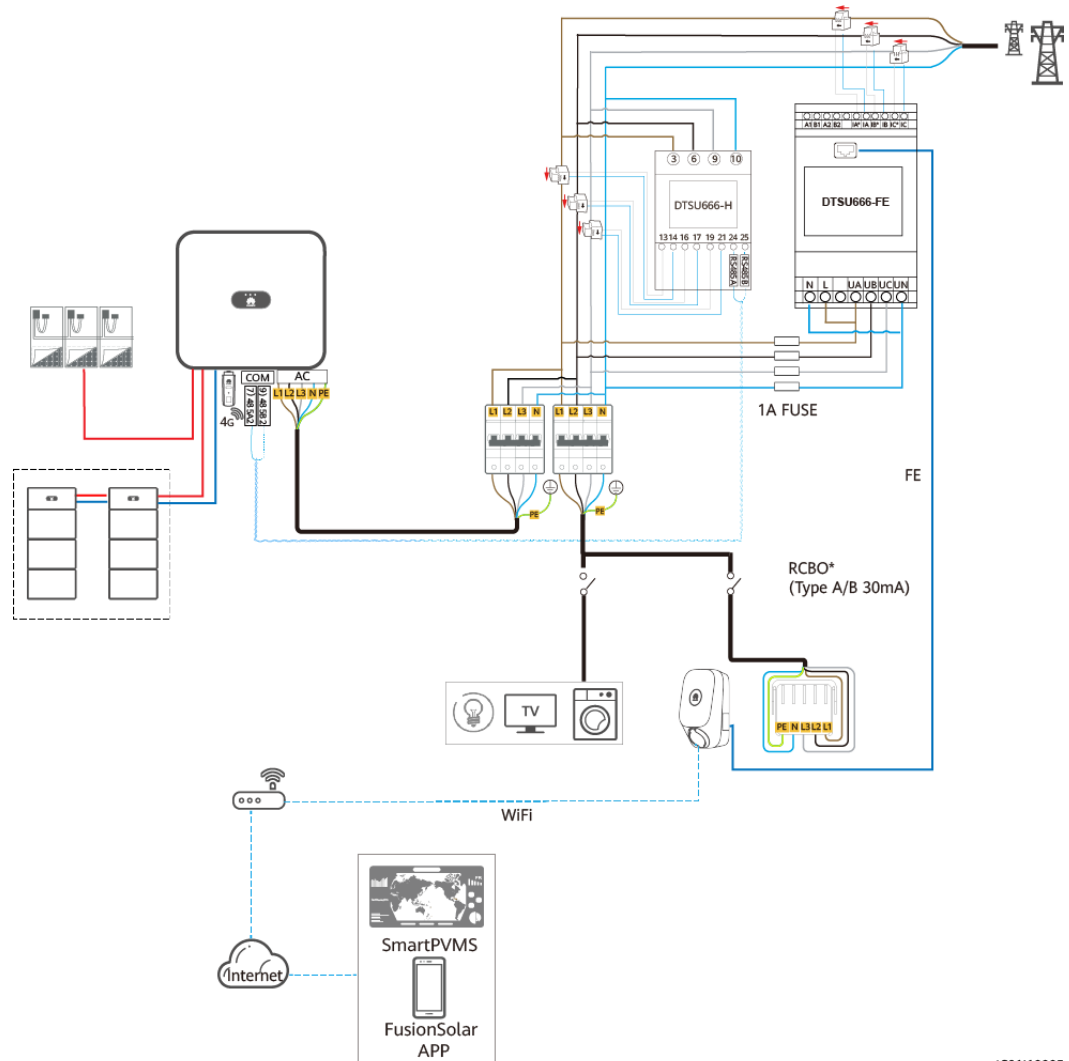 A1 B1 A2 B2 IA* IA IB* IB IC* IC
3 6 9 10
DTSU666-H
DTSU666-FE
13 14 16 17 19 21 24 25
RS485A
RS485B
N L UA UB UC UN
COM
AC
L1 L2 L3 N PE
7) 485A2
9) 485B2
4G
L1 L2 L3 N
L1 L2 L3 N
1A FUSE
FE
PE
PE
RCBO*
(Type A/B 30mA)
TV
PE N L3 L2 L1
WiFi
Internet
SmartPVMS
FusionSolar
APP